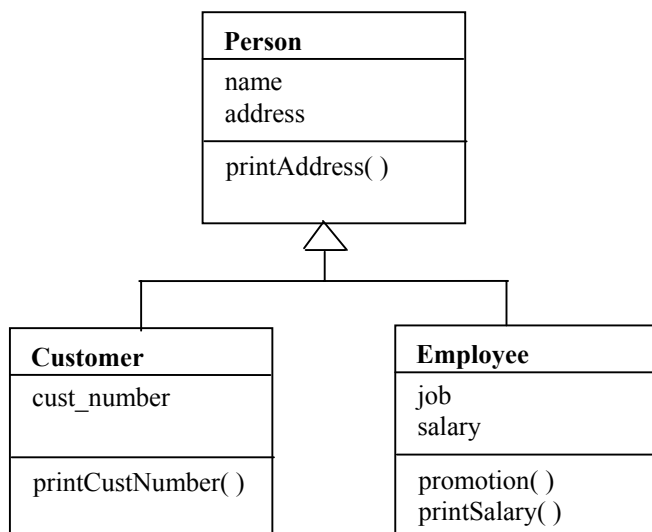 Person
name
address
printAddress( )
Customer
cust_number
printCustNumber( )
Employee
job
salary
promotion( )
printSalary( )